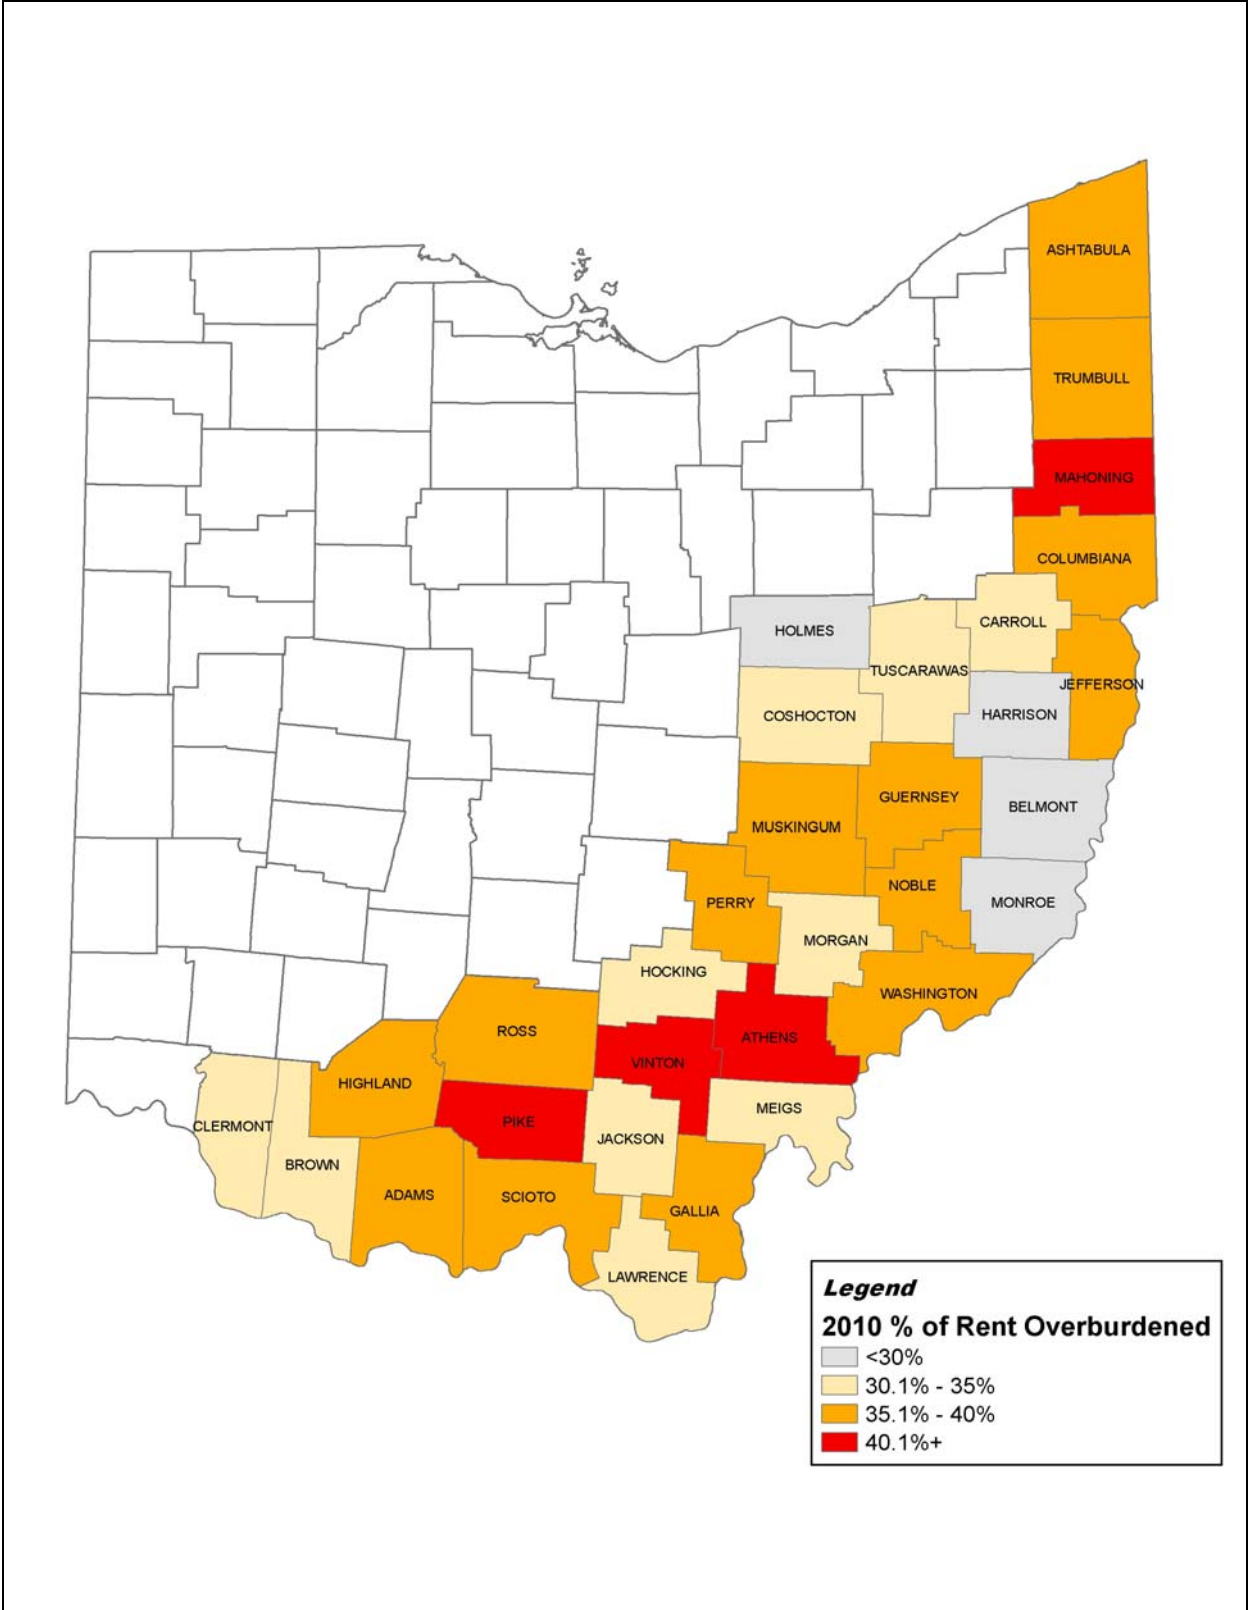 ASHTABULA
TRUMBULL
MAHONING
COLUMBIANA
CARROLL
HOLMES
TUSCARAWAS
JEFFERSON
HARRISON
COSHOCTON
GUERNSEY
BELMONT
MUSKINGUM
NOBLE
PERRY
MONROE
MORGAN
HOCKING
WASHINGTON
ROSS
ATHENS
VINTON
HIGHLAND
MEIGS
PIKE
CLERMONT
JACKSON
BROWN
ADAMS
SCIOTO
GALLIA
LAWRENCE
Legend
2010 % of Rent Overburdened
<30%
30.1% - 35%
35.1% - 40%
40.1%+